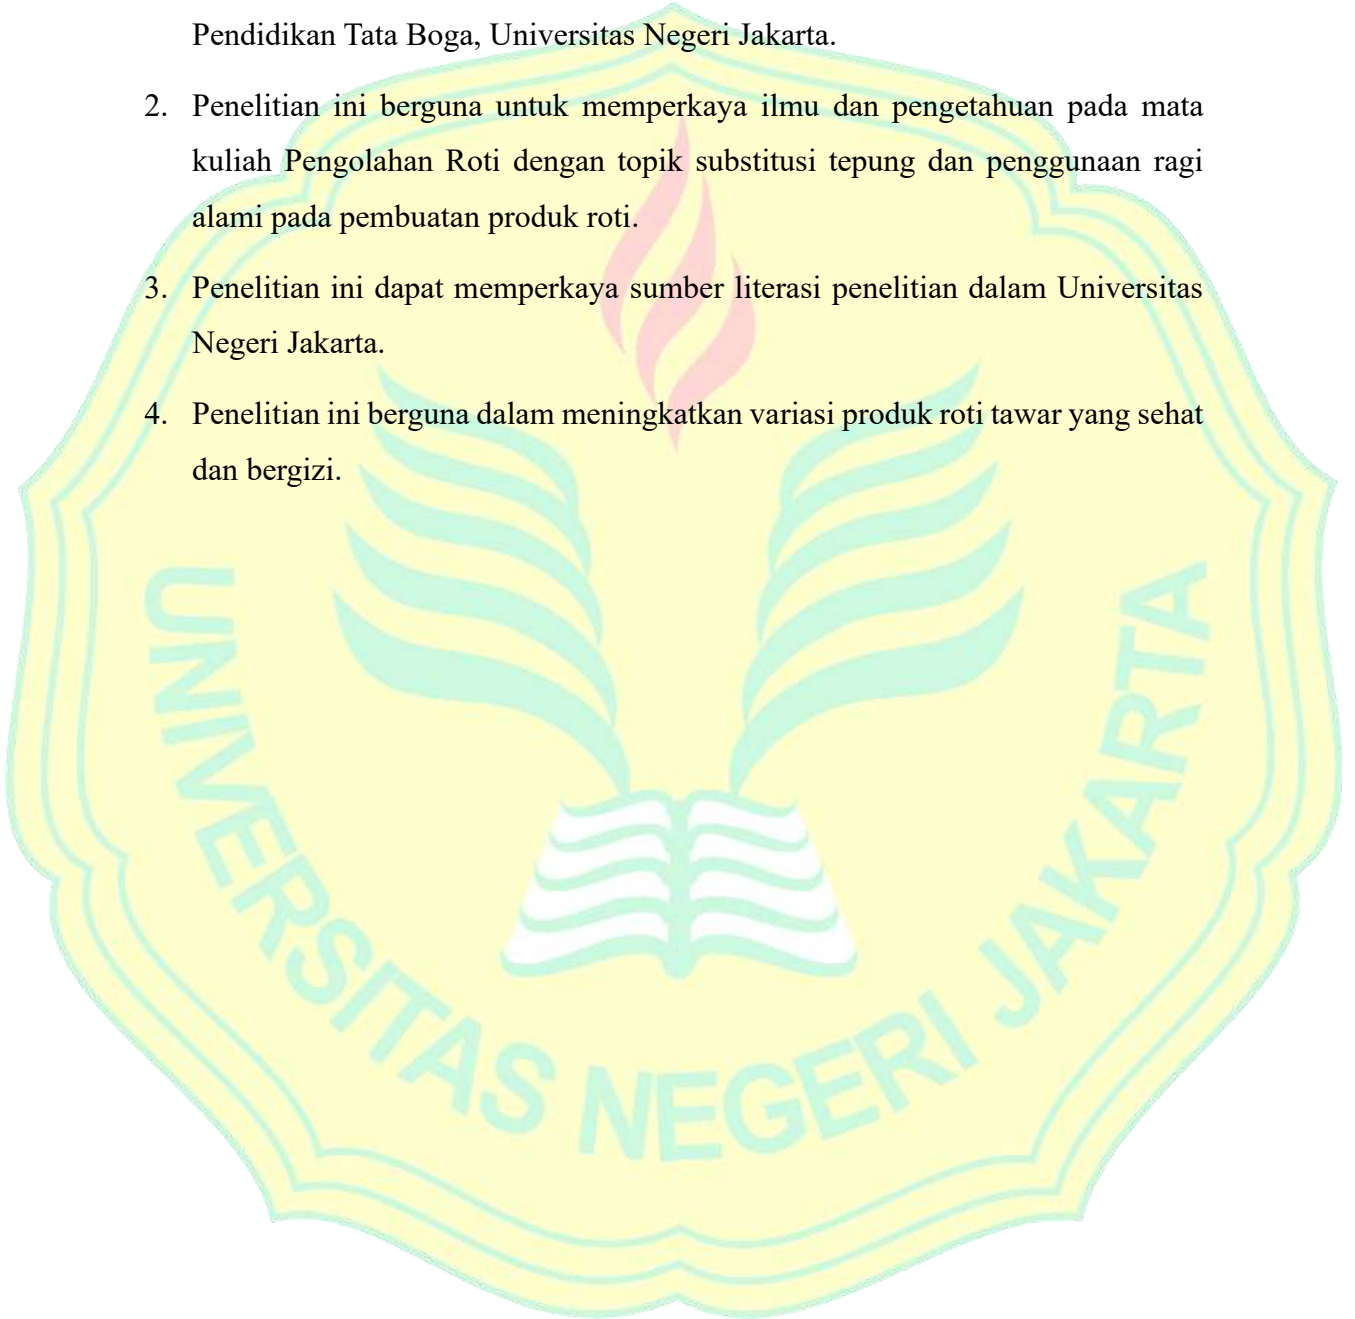 Pendidikan Tata Boga, Universitas Negeri Jakarta.
2. Penelitian ini berguna untuk memperkaya ilmu dan pengetahuan pada mata
kuliah Pengolahan Roti dengan topik substitusi tepung dan penggunaan ragi
alami pada pembuatan produk roti.
3. Penelitian ini dapat memperkaya sumber literasi penelitian dalam Universitas
Negeri Jakarta.
4. Penelitian ini berguna dalam meningkatkan variasi produk roti tawar yang sehat
dan bergizi.
UNIVERSITAS NEGERI JAKARTA